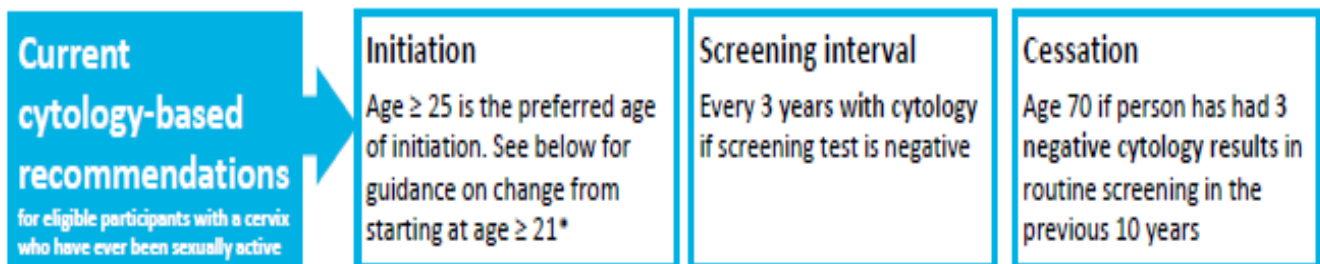 Current
cytology-based
recommendations
for eligible participants with a cervix
who have ever been sexually active
Initiation
Age ≥ 25 is the preferred age
of initiation. See below for
guidance on change from
starting at age ≥ 21*
Screening interval
Every 3 years with cytology
if screening test is negative
Cessation
Age 70 if person has had 3
negative cytology results in
routine screening in the
previous 10 years